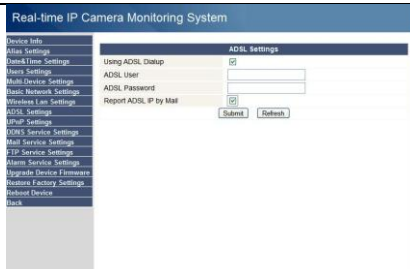 Real-time IP Camera Monitoring System
Device Info
Alias Settings
Date&Time Settings
Users Settings
Multi-Device Settings
Basic Network Settings
Wireless Lan Settings
ADSL Settings
UPnP Settings
DDNS Service Settings
Mail Service Settings
FTP Service Settings
Alarm Service Settings
Upgrade Device Firmware
Restore Factory Settings
Reboot Device
Back
ADSL Settings
Using ADSL Dialup
ADSL User
ADSL Password
Report ADSL IP by Mail
Submit Refresh